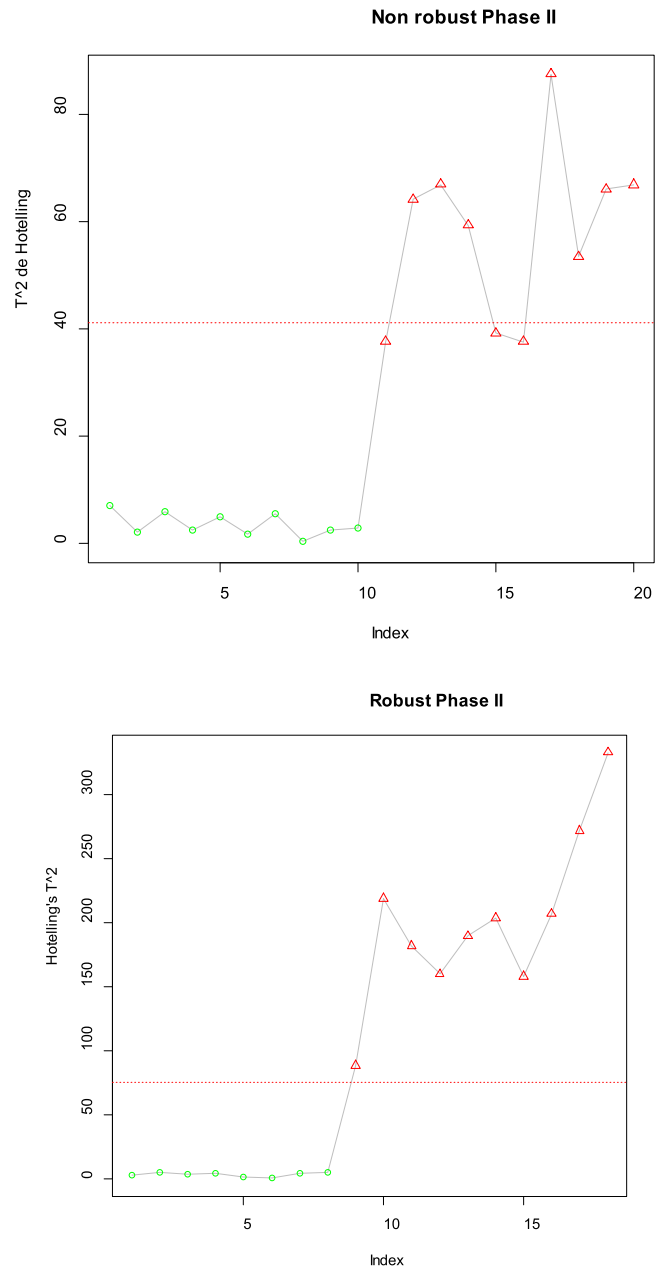 Non robust Phase II
80
60
40
20
0
T^2 de Hotelling
5 10 15 20
Index
Robust Phase II
300
250
200
150
100
50
0
Hotelling's T^2
5 10 15
Index